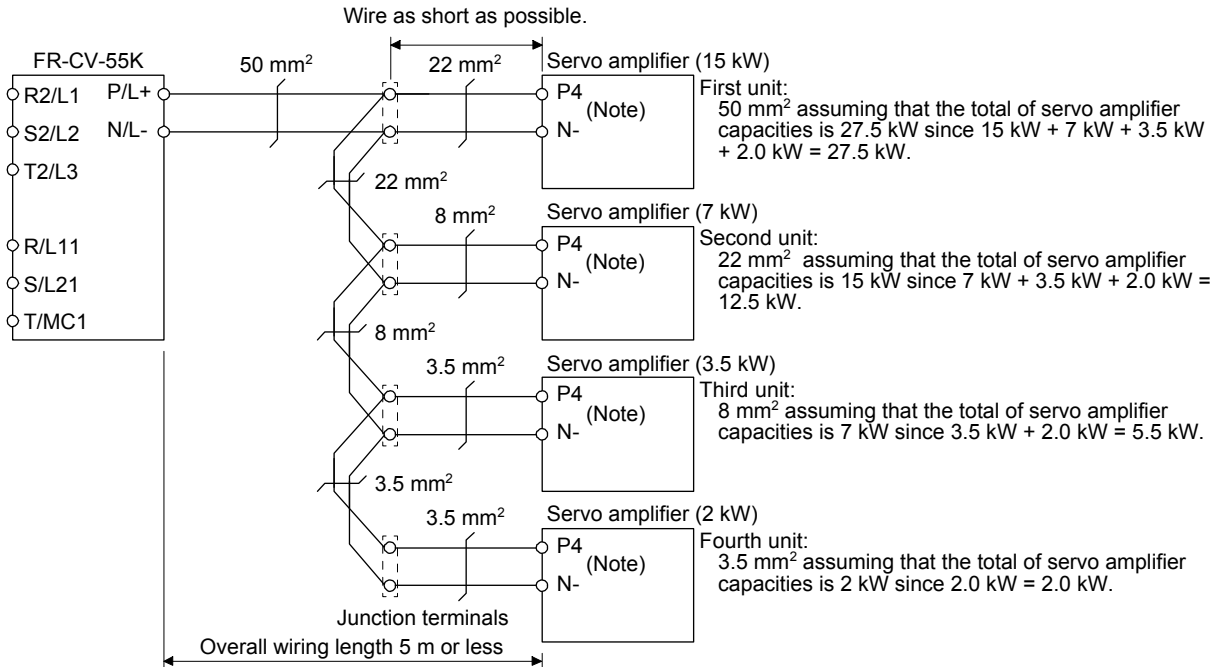 Wire as short as possible.
FR-CV-55K
50 mm²
22 mm²
Servo amplifier (15 kW)
R2/L1
P/L+
S2/L2
N/L-
T2/L3
R/L11
S/L21
T/MC1
P4
(Note)
N-
First unit:
50 mm² assuming that the total of servo amplifier
capacities is 27.5 kW since 15 kW + 7 kW + 3.5 kW
+ 2.0 kW = 27.5 kW.
22 mm²
8 mm²
Servo amplifier (7 kW)
P4
(Note)
N-
Second unit:
22 mm² assuming that the total of servo amplifier
capacities is 15 kW since 7 kW + 3.5 kW + 2.0 kW =
12.5 kW.
8 mm²
3.5 mm²
Servo amplifier (3.5 kW)
P4
(Note)
N-
Third unit:
8 mm² assuming that the total of servo amplifier
capacities is 7 kW since 3.5 kW + 2.0 kW = 5.5 kW.
3.5 mm²
3.5 mm²
Servo amplifier (2 kW)
P4
(Note)
N-
Fourth unit:
3.5 mm² assuming that the total of servo amplifier
capacities is 2 kW since 2.0 kW = 2.0 kW.
Junction terminals
Overall wiring length 5 m or less